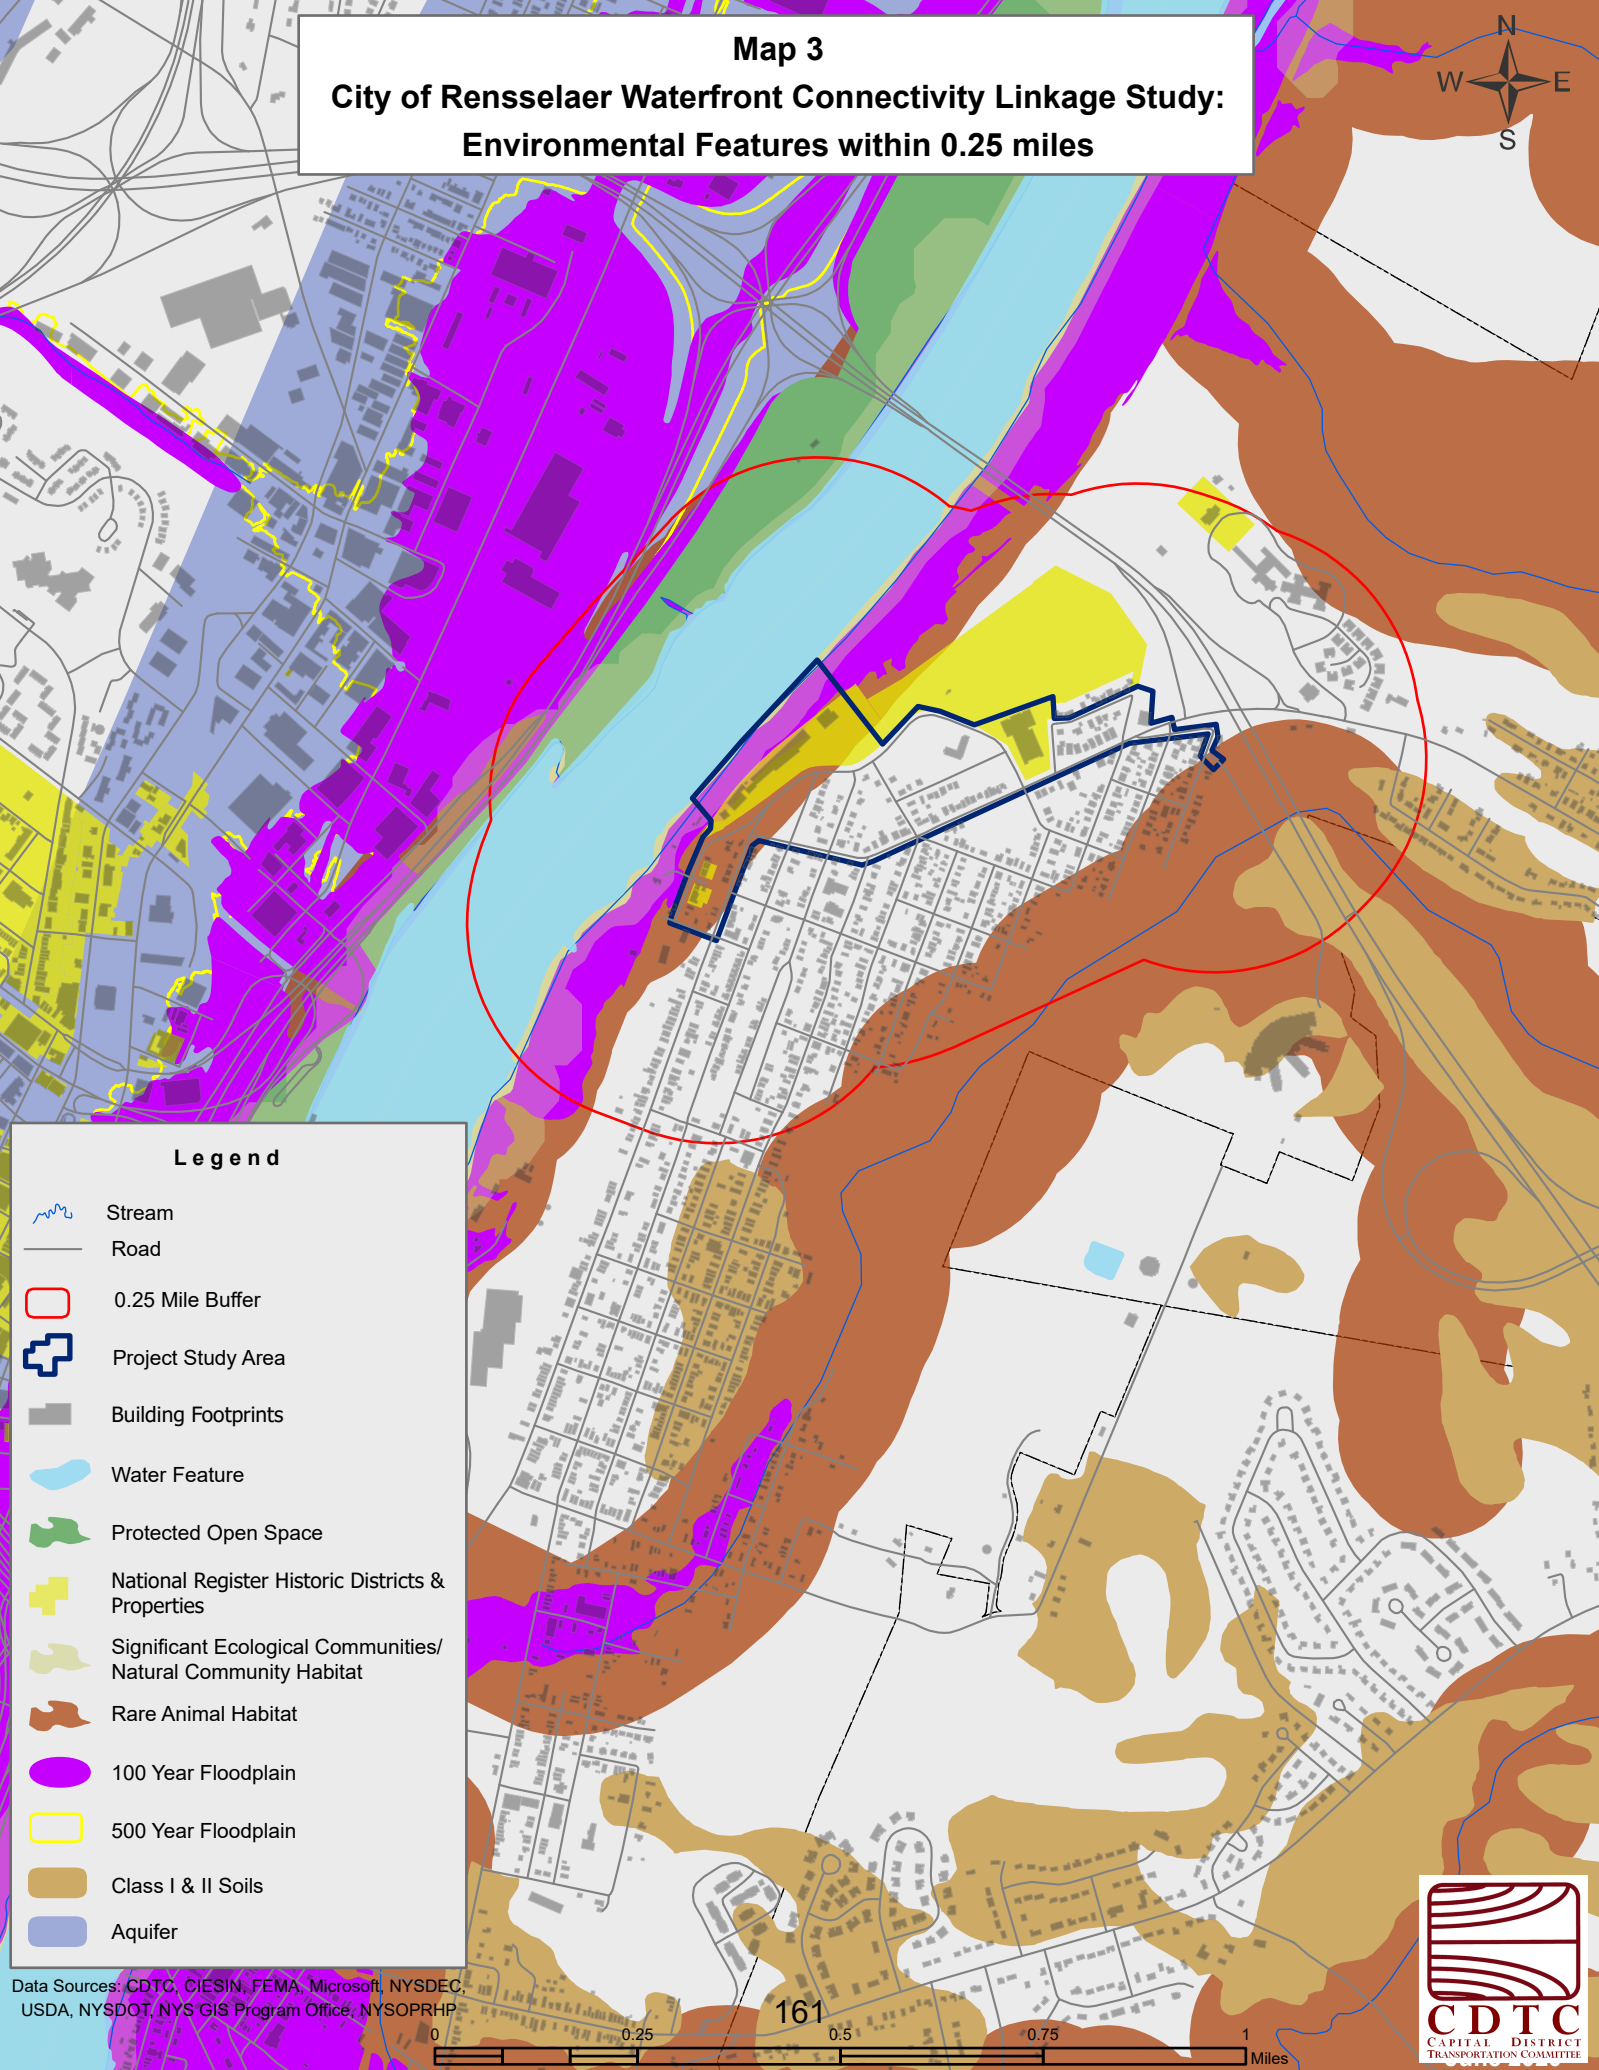 Map 3
City of Rensselaer Waterfront Connectivity Linkage Study:
Environmental Features within 0.25 miles
N
W E
S
Legend
Stream
Road
0.25 Mile Buffer
Project Study Area
Building Footprints
Water Feature
Protected Open Space
National Register Historic Districts &
Properties
Significant Ecological Communities/
Natural Community Habitat
Rare Animal Habitat
100 Year Floodplain
500 Year Floodplain
Class I & II Soils
Aquifer
Data Sources: CDTC, CIESIN, FEMA, Microsoft, NYSDEC,
USDA, NYSDOT, NYS GIS Program Office, NYSOPRHP
161
0 0.25 0.5 0.75 1
Miles
CDTC
CAPITAL DISTRICT
TRANSPORTATION COMMITTEE